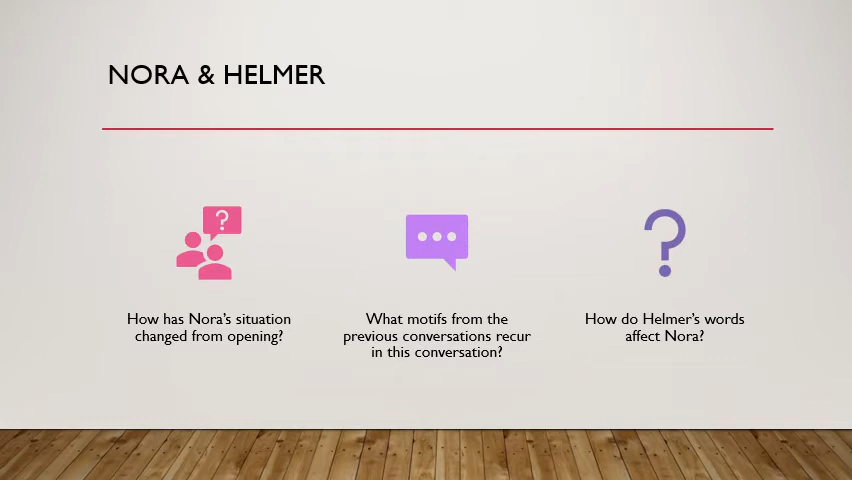 NORA & HELMER
How has Nora's situation
changed from opening?
What motifs from the
previous conversations recur
in this conversation?
How do Helmer's words
affect Nora?